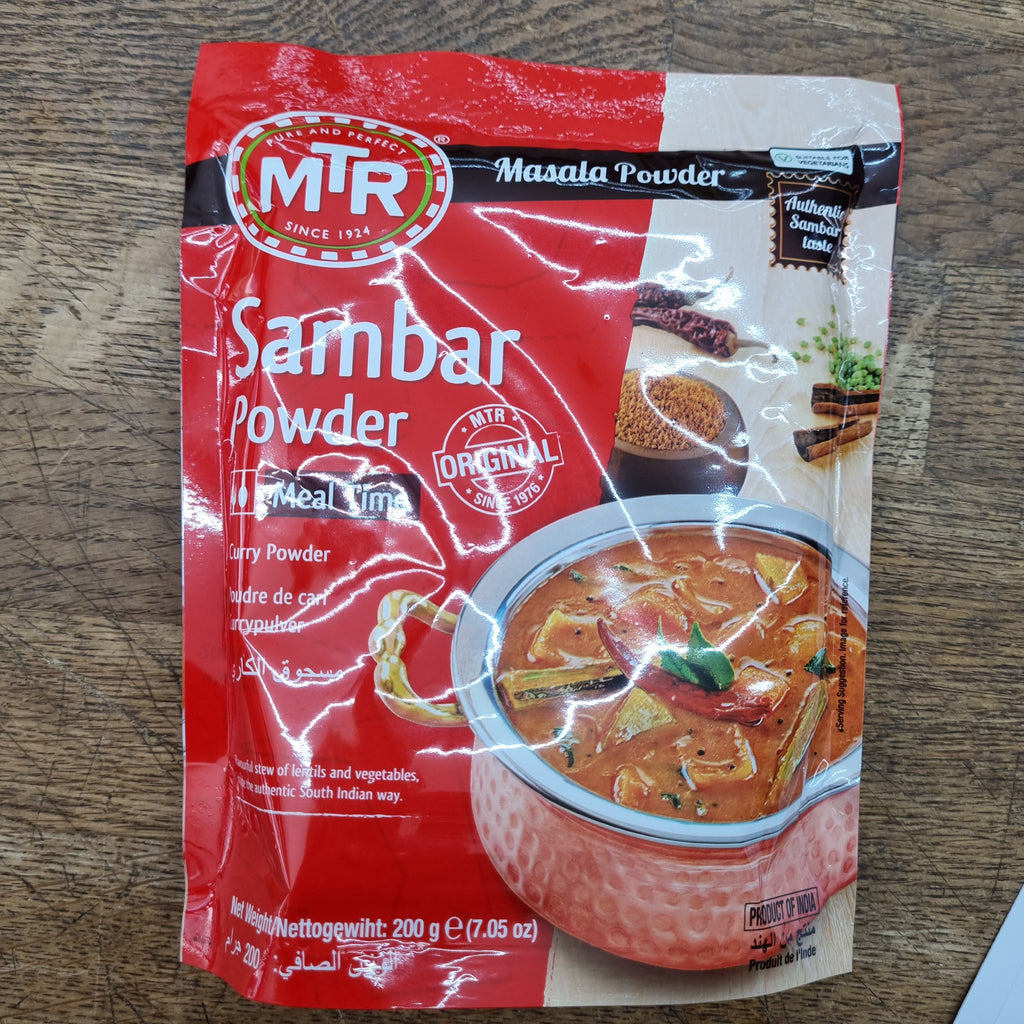 PURE AND PERFECT
MTR
®
SINCE 1924
Masala Powder
SUITABLE FOR
VEGETARIANS
Authentic
Sambar
taste
Sambar
Powder
MTR
ORIGINAL
SINCE 1976
Meal Time
Curry Powder
Poudre de cari
Currypulver
مسحوق الكاري
stew of lentils and vegetables,
the authentic South Indian way.
Serving Suggestion. Image for reference.
Net Weight/Nettogewiht: 200 g ℮ (7.05 oz)
الوزن الصافي: 200 جرام
PRODUCT OF INDIA
منتج من الهند
Produit de l'Inde